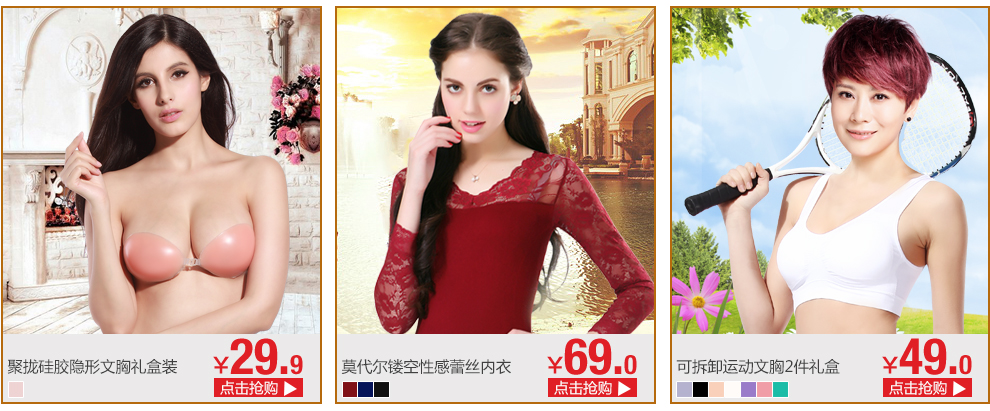 聚拢硅胶隐形文胸礼盒装
¥29.9
点击抢购
莫代尔镂空性感蕾丝内衣
¥69.0
点击抢购
可拆卸运动文胸2件礼盒
¥49.0
点击抢购